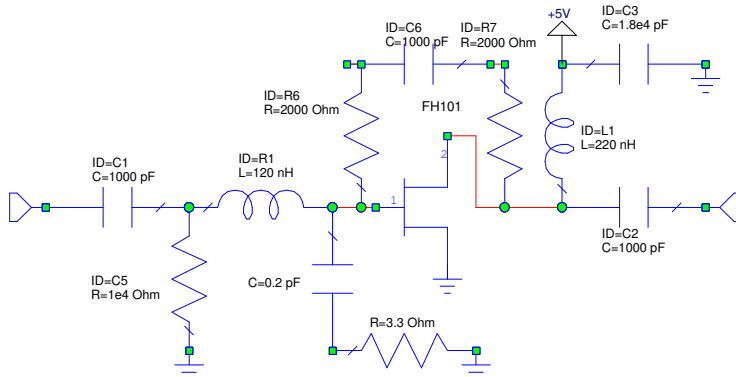 +5V
ID=C3
C=1.8e4 pF
ID=C6
C=1000 pF
ID=R7
R=2000 Ohm
ID=R6
R=2000 Ohm
FH101
ID=L1
L=220 nH
2
1
ID=C1
C=1000 pF
ID=R1
L=120 nH
ID=C2
C=1000 pF
ID=C5
R=1e4 Ohm
C=0.2 pF
R=3.3 Ohm